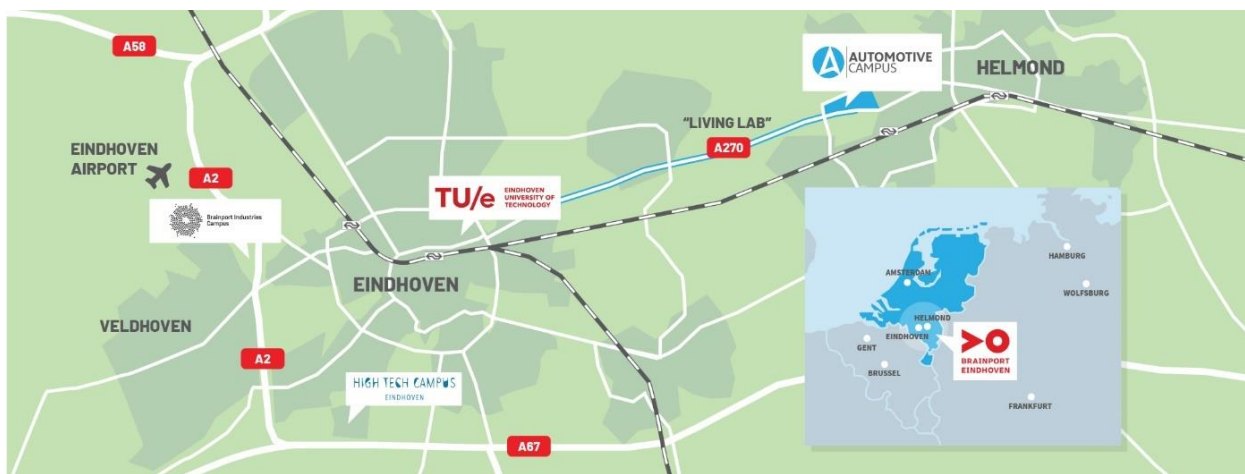 A58
AUTOMOTIVE
CAMPUS
HELMOND
"LIVING LAB"
A270
EINDHOVEN
AIRPORT
A2
TU/e
EINDHOVEN
UNIVERSITY OF
TECHNOLOGY
Brainport Industries
Campus
EINDHOVEN
VELDHOVEN
A2
HIGH TECH CAMPUS
EINDHOVEN
A67
HAMBURG
AMSTERDAM
WOLFSBURG
HELMOND
EINDHOVEN
GENT
BRUSSEL
BRAINPORT
EINDHOVEN
FRANKFURT